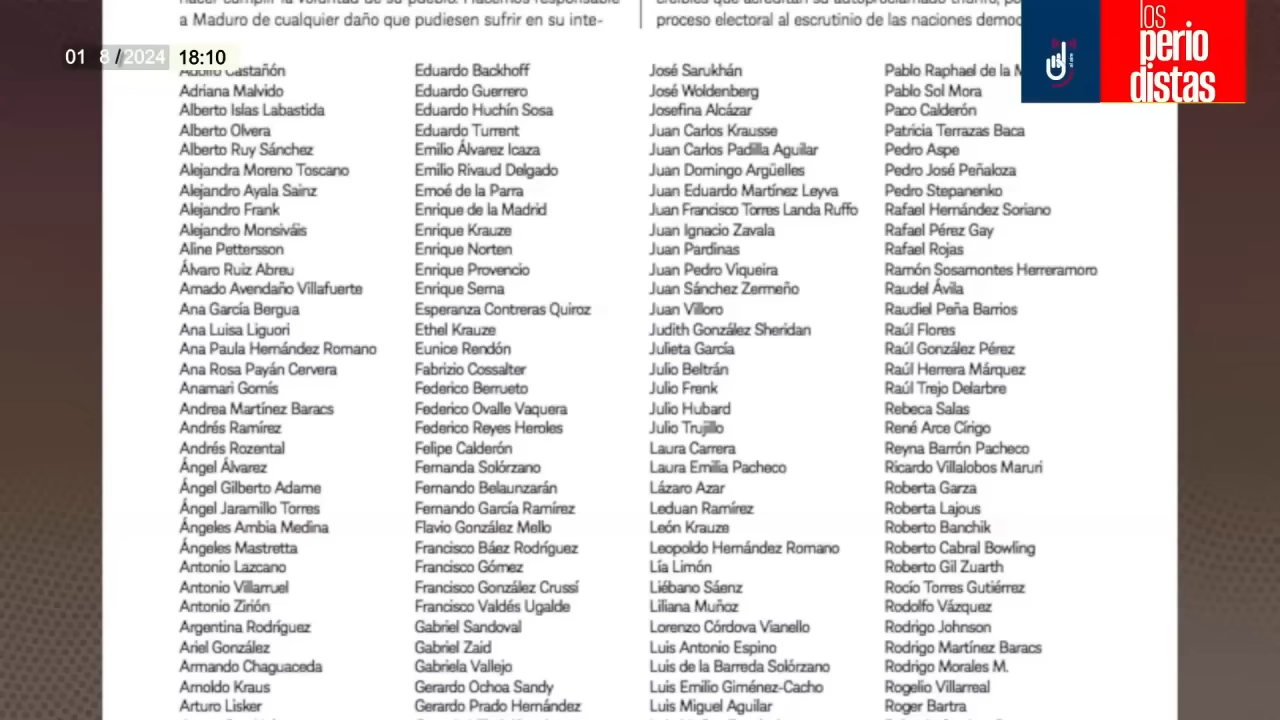 a Maduro de cualquier daño que pudiesen sufrir en su inte-
proceso electoral al escrutinio de las naciones democ
los
perio
distas
01 8/2024 18:10
Adolfo Castañón
Adriana Malvido
Alberto Islas Labastida
Alberto Olvera
Alberto Ruy Sánchez
Alejandra Moreno Toscano
Alejandro Ayala Sainz
Alejandro Frank
Alejandro Monsiváis
Aline Pettersson
Álvaro Ruiz Abreu
Amado Avendaño Villafuerte
Ana García Bergua
Ana Luisa Liguori
Ana Paula Hernández Romano
Ana Rosa Payán Cervera
Anamari Gomís
Andrea Martínez Baracs
Andrés Ramírez
Andrés Rozental
Ángel Álvarez
Ángel Gilberto Adame
Ángel Jaramillo Torres
Ángeles Ambia Medina
Ángeles Mastretta
Antonio Lazcano
Antonio Villarruel
Antonio Zirión
Argentina Rodríguez
Ariel González
Armando Chaguaceda
Arnoldo Kraus
Arturo Lisker
Eduardo Backhoff
Eduardo Guerrero
Eduardo Huchín Sosa
Eduardo Turrent
Emilio Álvarez Icaza
Emilio Rivaud Delgado
Emoé de la Parra
Enrique de la Madrid
Enrique Krauze
Enrique Norten
Enrique Provencio
Enrique Serna
Esperanza Contreras Quiroz
Ethel Krauze
Eunice Rendón
Fabrizio Cossalter
Federico Berrueto
Federico Ovalle Vaquera
Federico Reyes Heroles
Felipe Calderón
Fernanda Solórzano
Fernando Belaunzarán
Fernando García Ramírez
Flavio González Mello
Francisco Báez Rodríguez
Francisco Gómez
Francisco González Crussí
Francisco Valdés Ugalde
Gabriel Sandoval
Gabriel Zaid
Gabriela Vallejo
Gerardo Ochoa Sandy
Gerardo Prado Hernández
José Sarukhán
José Woldenberg
Josefina Alcázar
Juan Carlos Krausse
Juan Carlos Padilla Aguilar
Juan Domingo Argüelles
Juan Eduardo Martínez Leyva
Juan Francisco Torres Landa Ruffo
Juan Ignacio Zavala
Juan Pardinas
Juan Pedro Viqueira
Juan Sánchez Zermeño
Juan Villoro
Judith González Sheridan
Julieta García
Julio Beltrán
Julio Frenk
Julio Hubard
Julio Trujillo
Laura Carrera
Laura Emilia Pacheco
Lázaro Azar
Leduan Ramírez
León Krauze
Leopoldo Hernández Romano
Lía Limón
Liébano Sáenz
Liliana Muñoz
Lorenzo Córdova Vianello
Luis Antonio Espino
Luis de la Barreda Solórzano
Luis Emilio Giménez-Cacho
Luis Miguel Aguilar
Pablo Raphael de la M
Pablo Sol Mora
Paco Calderón
Patricia Terrazas Baca
Pedro Aspe
Pedro José Peñaloza
Pedro Stepanenko
Rafael Hernández Soriano
Rafael Pérez Gay
Rafael Rojas
Ramón Sosamontes Herreramoro
Raudel Ávila
Raudiel Peña Barrios
Raúl Flores
Raúl González Pérez
Raúl Herrera Márquez
Raúl Trejo Delarbre
Rebeca Salas
René Arce Círigo
Reyna Barrón Pacheco
Ricardo Villalobos Maruri
Roberta Garza
Roberta Lajous
Roberto Banchik
Roberto Cabral Bowling
Roberto Gil Zuarth
Rocío Torres Gutiérrez
Rodolfo Vázquez
Rodrigo Johnson
Rodrigo Martínez Baracs
Rodrigo Morales M.
Rogelio Villarreal
Roger Bartra